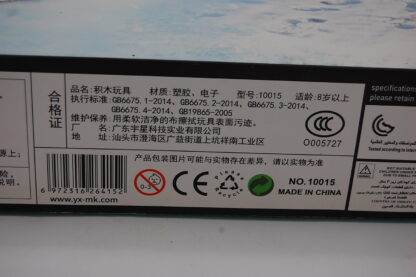 合格证
品名：积木玩具 材质：塑胶、电子 型号：10015 适龄：8岁以上
执行标准：GB6675.1-2014、GB6675.2-2014、GB6675.3-2014、
GB6675.4-2014、GB19865-2005
维护保养：用柔软洁净的布擦拭玩具表面污迹。
厂名：广东宇星科技实业有限公司
地址：汕头市澄海区广益街道上坑祥南工业区
CCC
O005727
产品包装图片可能与内装物存在差异，请以实物为准！
6972316264152
www.yx-mk.com
0-3
CE
NO.10015
MADE IN CHINA
specifications
please retain